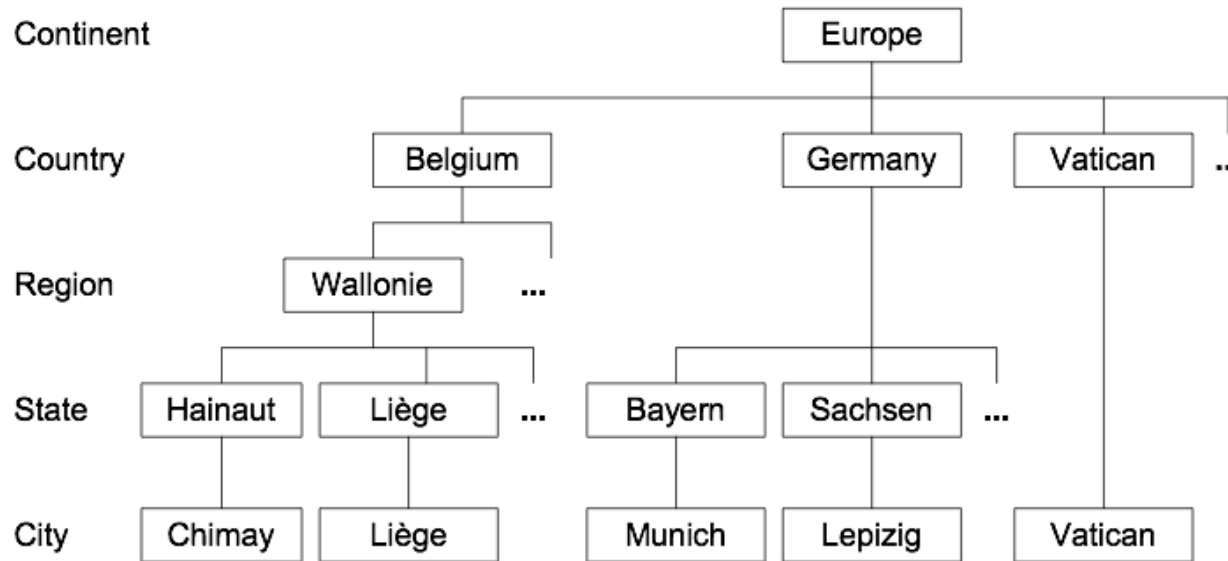 Continent Europe
Country Belgium Germany Vatican ..
Region Wallonie ...
State Hainaut Liège ... Bayern Sachsen ...
City Chimay Liège Munich Lepizig Vatican